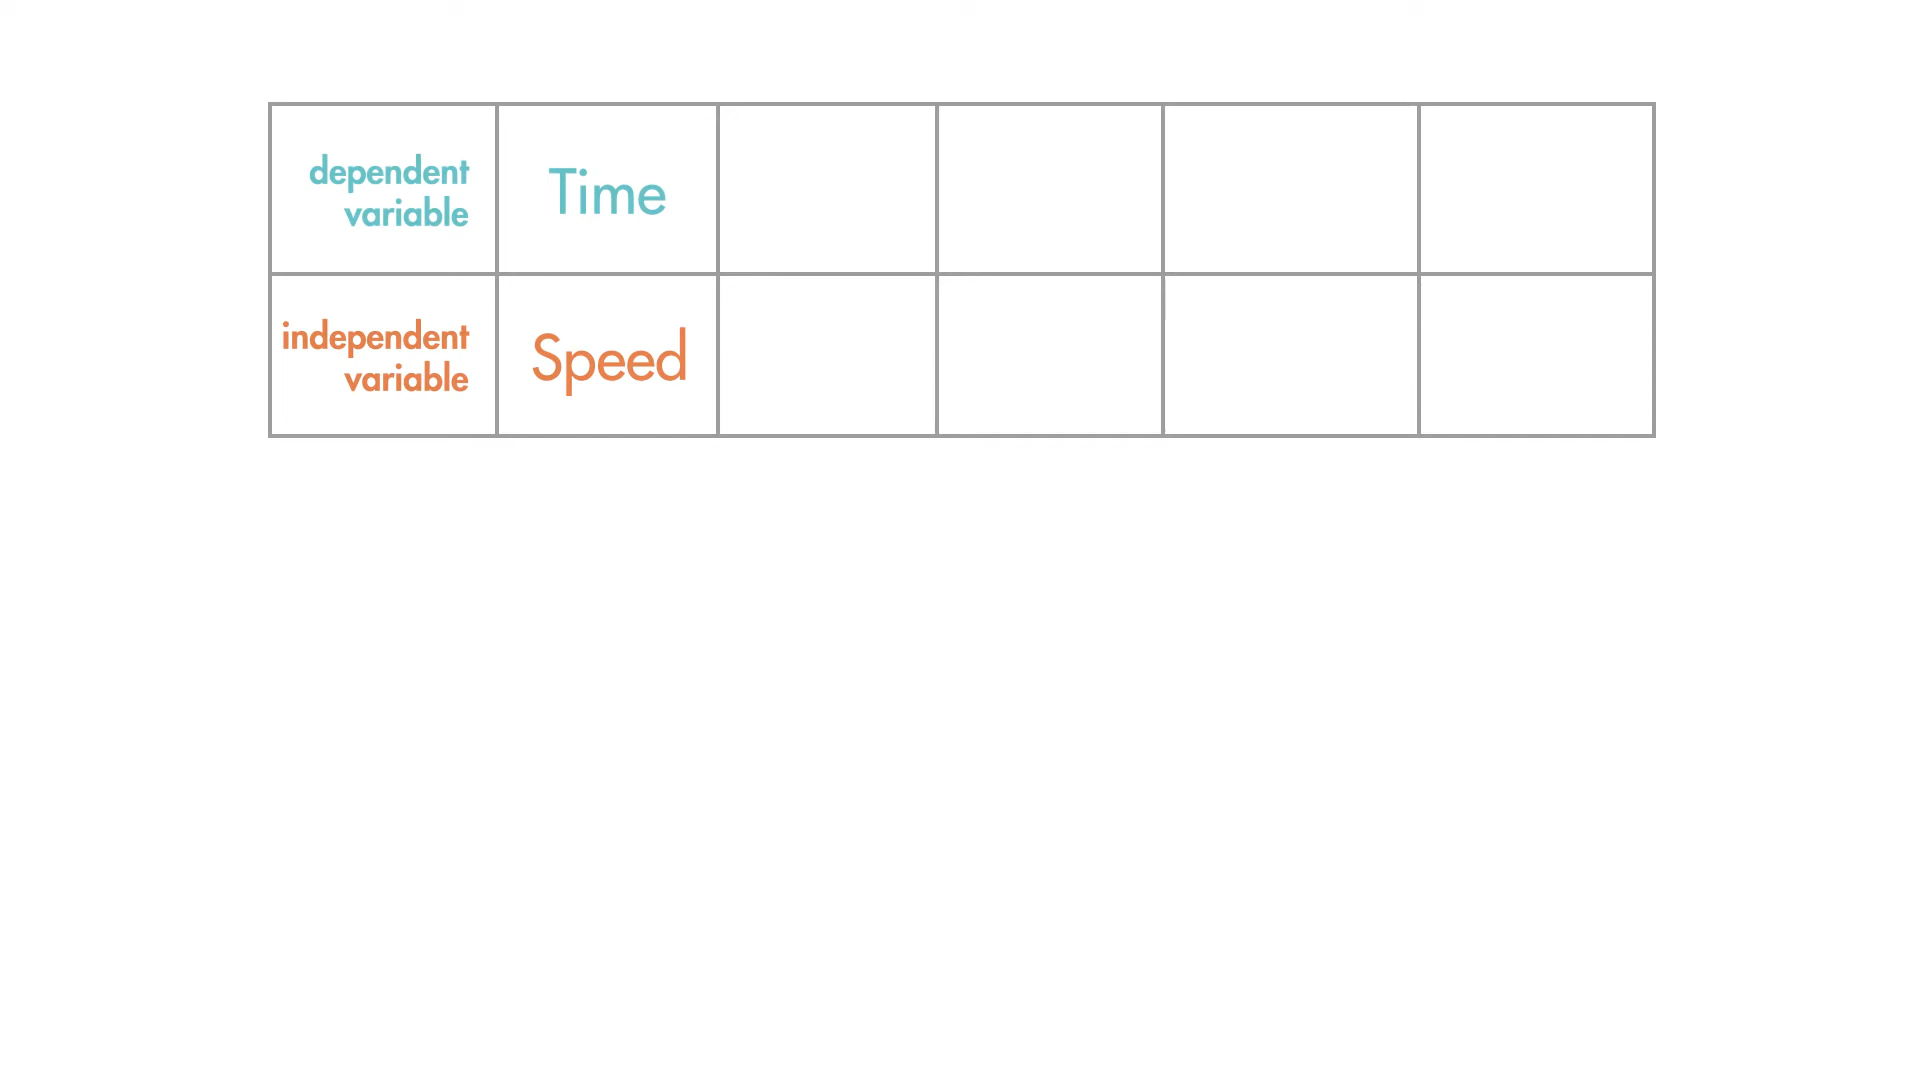 dependent
variable
Time
independent
variable
Speed